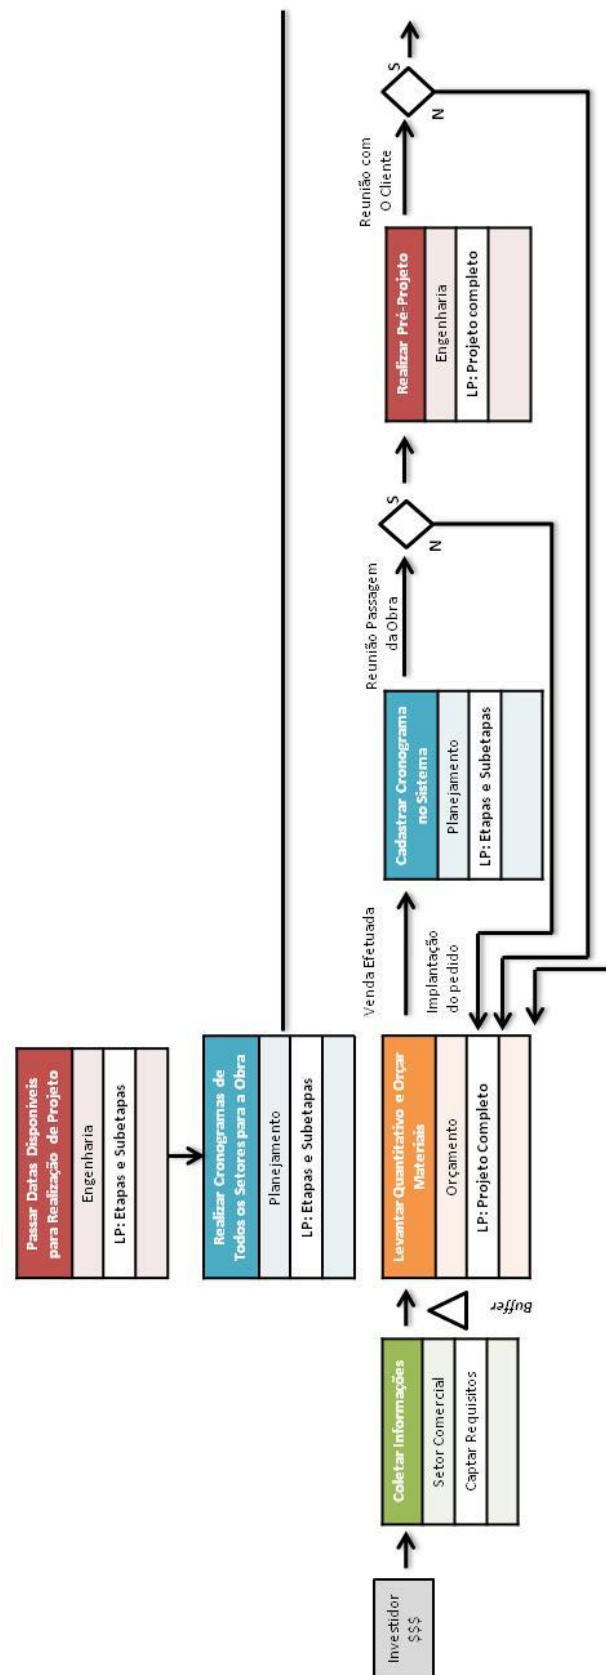 Passar Datas Disponíveis
para Realização de Projeto
Engenharia
LP: Etapas e Subetapas
Realizar Cronogramas de
Todos os Setores para a Obra
Planejamento
LP: Etapas e Subetapas
Investidor
$$$
Coletar Informações
Setor Comercial
Captar Requisitos
Buffer
Levantar Quantitativo e Orçar
Materiais
Orçamento
LP: Projeto Completo
Venda Efetuada
Implantação
do pedido
Cadastrar Cronograma
no Sistema
Planejamento
LP: Etapas e Subetapas
Reunião Passagem
da Obra
S
N
Realizar Pré-Projeto
Engenharia
LP: Projeto completo
Reunião com
O Cliente
S
N